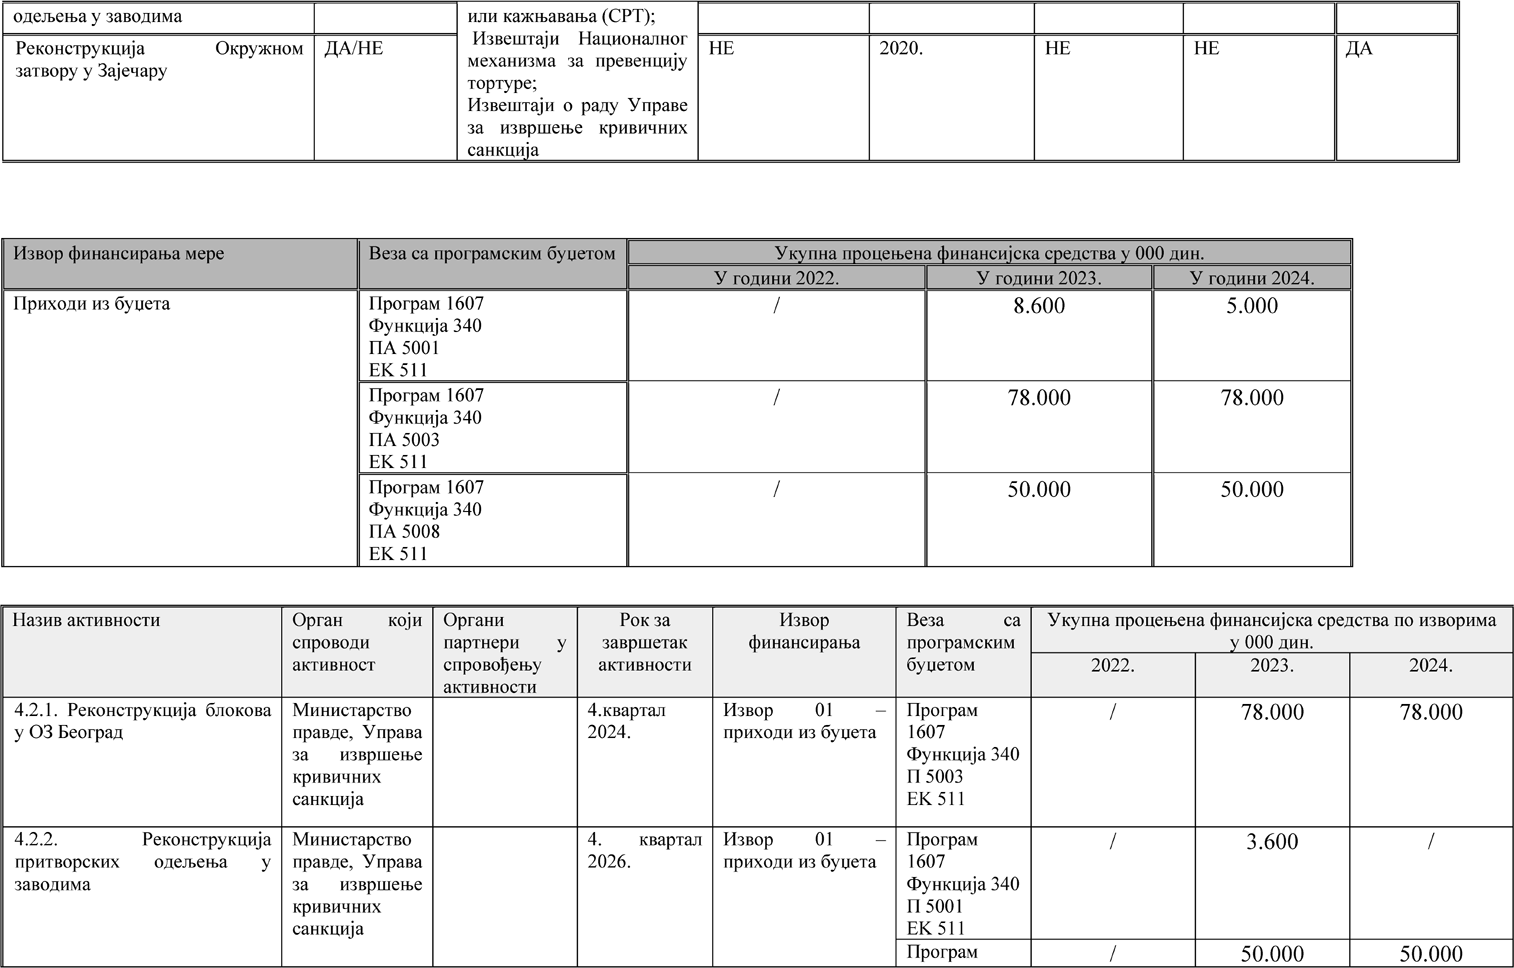 одељења у заводима
или кажњавања (CPT);
Реконструкција Окружном
затвору у Зајечару
ДА/НЕ
Извештаји Националног
механизма за превенцију
тортуре;
Извештаји о раду Управе
за извршење кривичних
санкција
НЕ
2020.
НЕ
НЕ
ДА
Извор финансирања мере
Веза са програмским буџетом
Укупна процењена финансијска средства у 000 дин.
У години 2022.
У години 2023.
У години 2024.
Приходи из буџета
Програм 1607
Функција 340
ПА 5001
ЕК 511
/
8.600
5.000
Програм 1607
Функција 340
ПА 5003
ЕК 511
/
78.000
78.000
Програм 1607
Функција 340
ПА 5008
ЕК 511
/
50.000
50.000
Назив активности
Орган који
спроводи
активност
Органи
партнери у
спровођењу
активности
Рок за
завршетак
активности
Извор
финансирања
Веза са
програмским
буџетом
Укупна процењена финансијска средства по изворима
у 000 дин.
2022.
2023.
2024.
4.2.1. Реконструкција блокова
у ОЗ Београд
Министарство
правде, Управа
за извршење
кривичних
санкција
4.квартал
2024.
Извор 01 –
приходи из буџета
Програм
1607
Функција 340
П 5003
ЕК 511
/
78.000
78.000
4.2.2. Реконструкција
притворских одељења у
заводима
Министарство
правде, Управа
за извршење
кривичних
санкција
4. квартал
2026.
Извор 01 –
приходи из буџета
Програм
1607
Функција 340
П 5001
ЕК 511
/
3.600
/
Програм
/
50.000
50.000